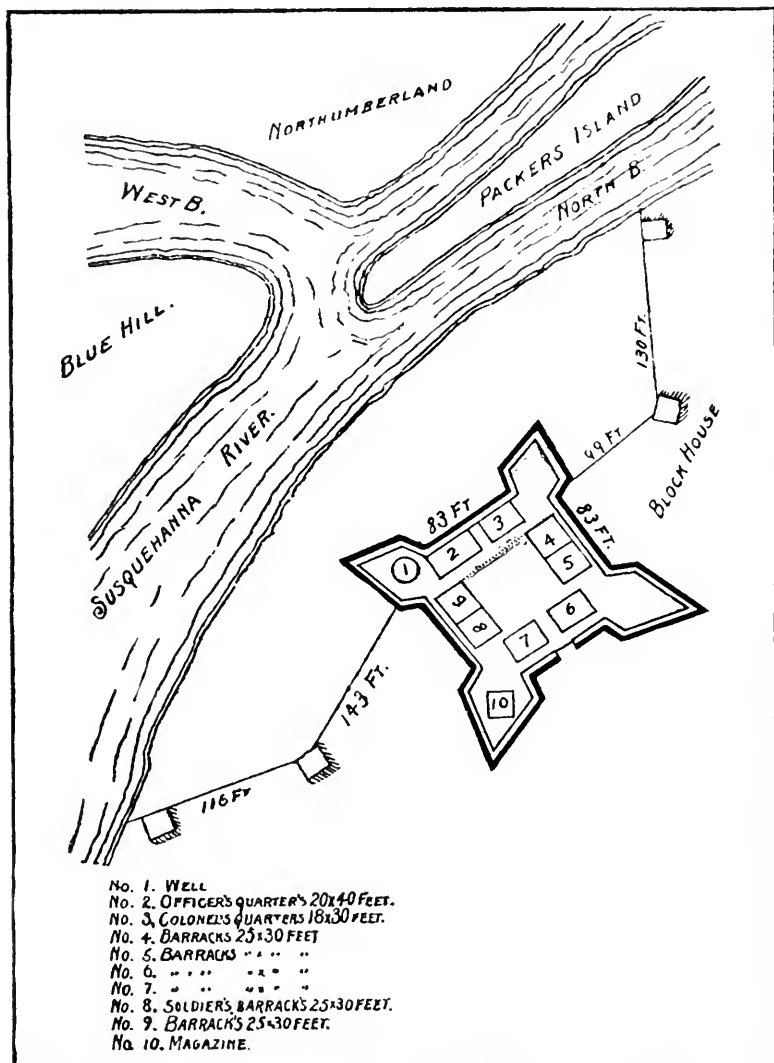 NORTHUMBERLAND
PACKERS ISLAND
WEST B.
NORTH B.
BLUE HILL.
130 FT.
SUSQUEHANNA RIVER.
49 FT
BLOCK HOUSE
83 FT
83 FT.
1
2
3
4
5
6
7
8
9
10
143 FT.
116 FT
No. 1. WELL
No. 2. OFFICER'S QUARTER'S 20X40 FEET.
No. 3, COLONEL'S QUARTERS 18X30 FEET.
No. 4. BARRACKS 25X30 FEET
No. 5. BARRACKS " " " "
No. 6. " " " " " "
No. 7. " " " " " "
No. 8. SOLDIER'S BARRACK'S 25X30 FEET.
No. 9. BARRACK'S 25X30 FEET.
No. 10. MAGAZINE.